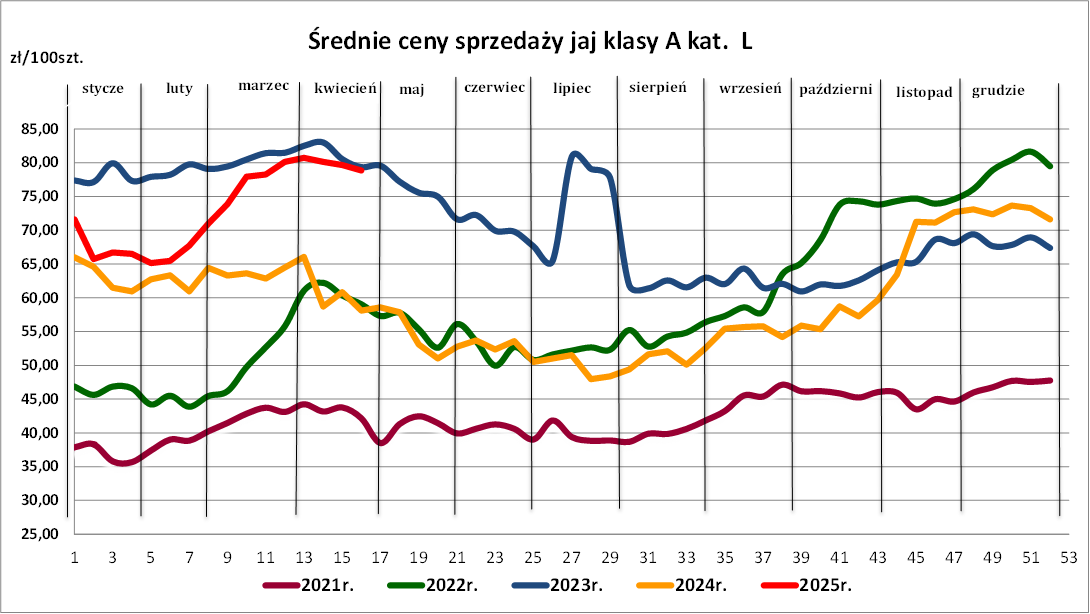 Średnie ceny sprzedaży jaj klasy A kat. L
zł/100szt.
stycze luty marzec kwiecień maj czerwiec lipiec sierpień wrzesień październi listopad grudzie
85,00
80,00
75,00
70,00
65,00
60,00
55,00
50,00
45,00
40,00
35,00
30,00
25,00
1 3 5 7 9 11 13 15 17 19 21 23 25 27 29 31 33 35 37 39 41 43 45 47 49 51 53
2021r. 2022r. 2023r. 2024r. 2025r.